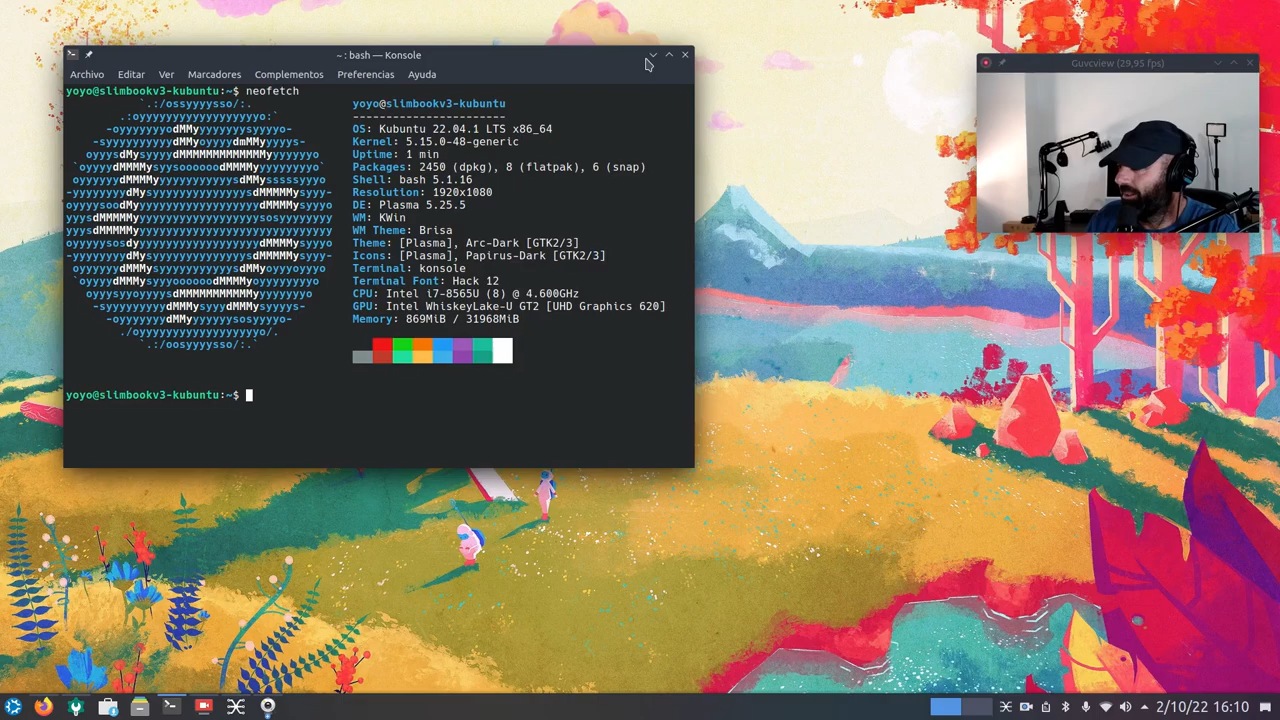 ~ : bash — Konsole
Guvcview (29,95 fps)
Archivo Editar Ver Marcadores Complementos Preferencias Ayuda
yoyo@slimbookv3-kubuntu:~$ neofetch
yoyo@slimbookv3-kubuntu
-----------------------
OS: Kubuntu 22.04.1 LTS x86_64
Kernel: 5.15.0-48-generic
Uptime: 1 min
Packages: 2450 (dpkg), 8 (flatpak), 6 (snap)
Shell: bash 5.1.16
Resolution: 1920x1080
DE: Plasma 5.25.5
WM: KWin
WM Theme: Brisa
Theme: [Plasma], Arc-Dark [GTK2/3]
Icons: [Plasma], Papirus-Dark [GTK2/3]
Terminal: konsole
Terminal Font: Hack 12
CPU: Intel i7-8565U (8) @ 4.600GHz
GPU: Intel WhiskeyLake-U GT2 [UHD Graphics 620]
Memory: 869MiB / 31968MiB
yoyo@slimbookv3-kubuntu:~$
2/10/22 16:10